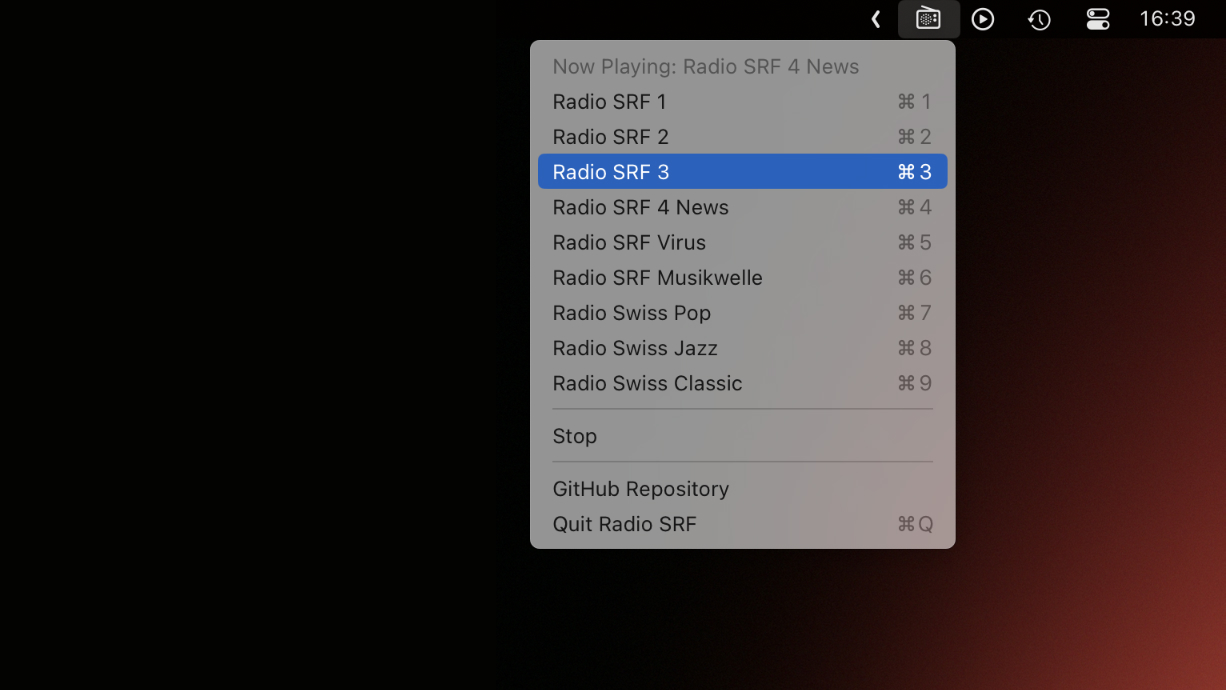 16:39
Now Playing: Radio SRF 4 News
Radio SRF 1 ⌘ 1
Radio SRF 2 ⌘ 2
Radio SRF 3 ⌘ 3
Radio SRF 4 News ⌘ 4
Radio SRF Virus ⌘ 5
Radio SRF Musikwelle ⌘ 6
Radio Swiss Pop ⌘ 7
Radio Swiss Jazz ⌘ 8
Radio Swiss Classic ⌘ 9
Stop
GitHub Repository
Quit Radio SRF ⌘Q